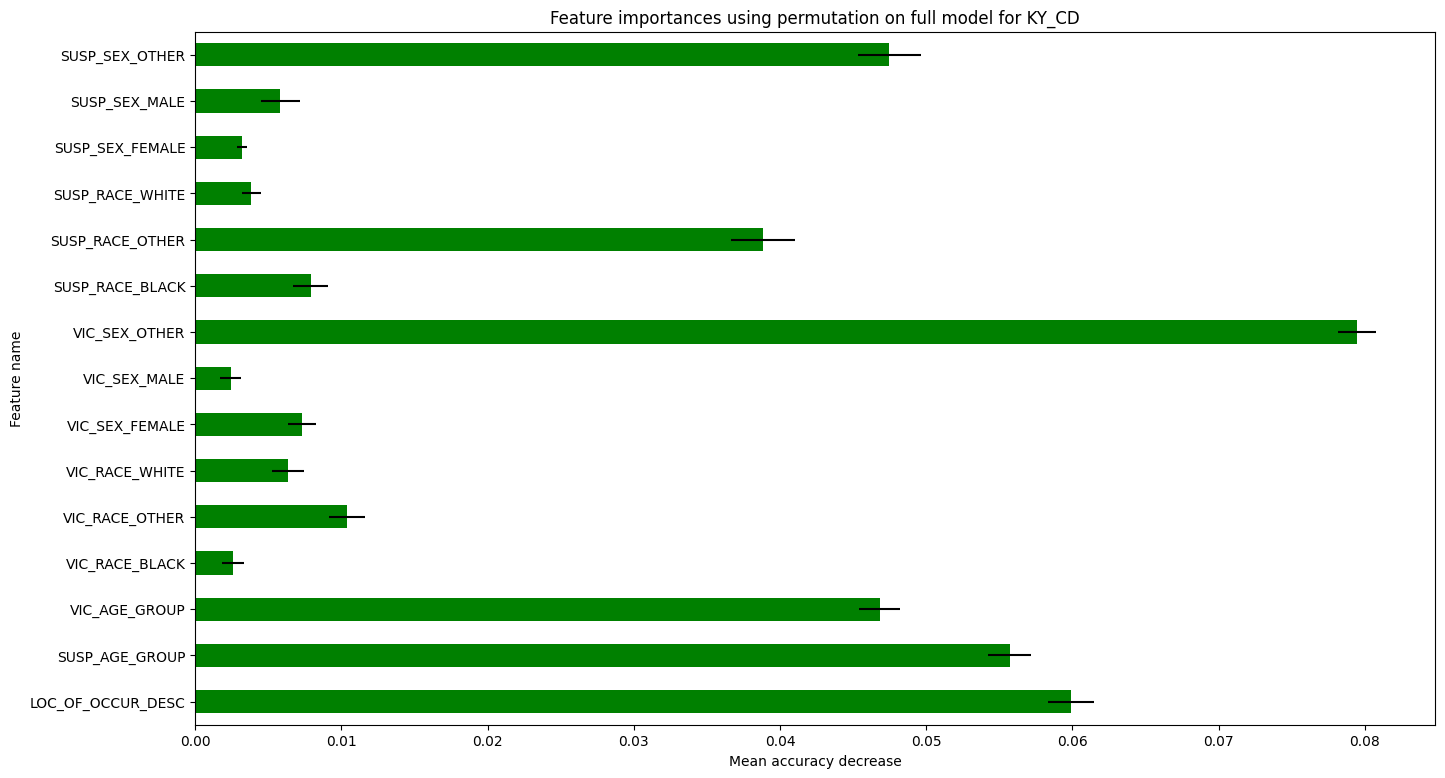 Feature importances using permutation on full model for KY_CD
SUSP_SEX_OTHER
SUSP_SEX_MALE
SUSP_SEX_FEMALE
SUSP_RACE_WHITE
SUSP_RACE_OTHER
SUSP_RACE_BLACK
VIC_SEX_OTHER
VIC_SEX_MALE
VIC_SEX_FEMALE
VIC_RACE_WHITE
VIC_RACE_OTHER
VIC_RACE_BLACK
VIC_AGE_GROUP
SUSP_AGE_GROUP
LOC_OF_OCCUR_DESC
Feature name
0.00 0.01 0.02 0.03 0.04 0.05 0.06 0.07 0.08
Mean accuracy decrease